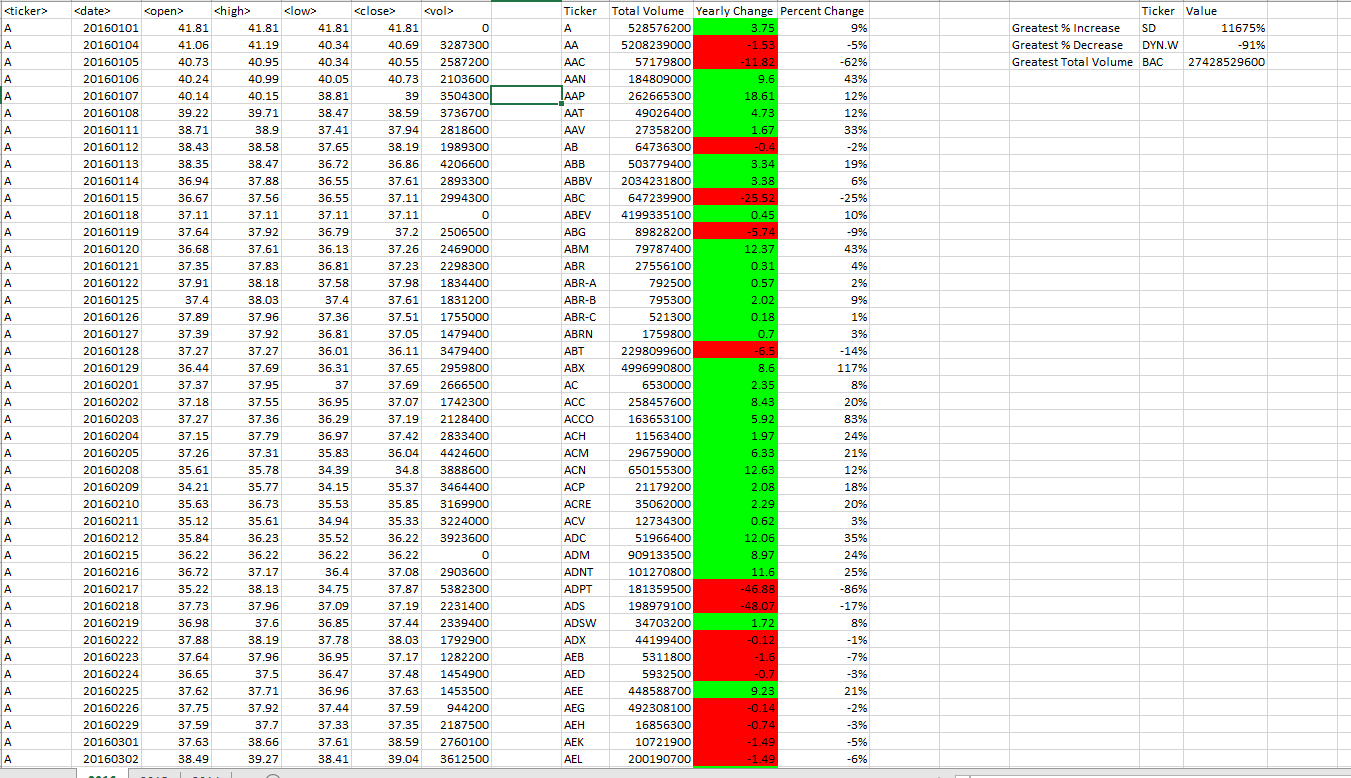 <ticker> <date> <open> <high> <low> <close> <vol> Ticker Total Volume Yearly Change Percent Change Ticker Value
A 20160101 41.81 41.81 41.81 41.81 0 A 528576200 3.75 9% Greatest % Increase SD 11675%
A 20160104 41.06 41.19 40.34 40.69 3287300 AA 5208239000 -1.53 -5% Greatest % Decrease DYN.W -91%
A 20160105 40.73 40.95 40.34 40.55 2587200 AAC 57179800 -11.82 -62% Greatest Total Volume BAC 27428529600
A 20160106 40.24 40.99 40.05 40.73 2103600 AAN 184809000 9.6 43%
A 20160107 40.14 40.15 38.81 39 3504300 AAP 262665300 18.61 12%
A 20160108 39.22 39.71 38.47 38.59 3736700 AAT 49026400 4.73 12%
A 20160111 38.71 38.9 37.41 37.94 2818600 AAV 27358200 1.67 33%
A 20160112 38.43 38.58 37.65 38.19 1989300 AB 64736300 -0.4 -2%
A 20160113 38.35 38.47 36.72 36.86 4206600 ABB 503779400 3.34 19%
A 20160114 36.94 37.88 36.55 37.61 2893300 ABBV 2034231800 3.38 6%
A 20160115 36.67 37.56 36.55 37.11 2994300 ABC 647239900 -25.52 -25%
A 20160118 37.11 37.11 37.11 37.11 0 ABEV 4199335100 0.45 10%
A 20160119 37.64 37.92 36.79 37.2 2506500 ABG 89828200 -5.74 -9%
A 20160120 36.68 37.61 36.13 37.26 2469000 ABM 79787400 12.37 43%
A 20160121 37.35 37.83 36.81 37.23 2298300 ABR 27556100 0.31 4%
A 20160122 37.91 38.18 37.58 37.98 1834400 ABR-A 792500 0.57 2%
A 20160125 37.4 38.03 37.4 37.61 1831200 ABR-B 795300 2.02 9%
A 20160126 37.89 37.96 37.36 37.51 1755000 ABR-C 521300 0.18 1%
A 20160127 37.39 37.92 36.81 37.05 1479400 ABRN 1759800 0.7 3%
A 20160128 37.27 37.27 36.01 36.11 3479400 ABT 2298099600 -6.5 -14%
A 20160129 36.44 37.69 36.31 37.65 2959800 ABX 4996990800 8.6 117%
A 20160201 37.37 37.95 37 37.69 2666500 AC 6530000 2.35 8%
A 20160202 37.18 37.55 36.95 37.07 1742300 ACC 258457600 8.43 20%
A 20160203 37.27 37.36 36.29 37.19 2128400 ACCO 163653100 5.92 83%
A 20160204 37.15 37.79 36.97 37.42 2833400 ACH 11563400 1.97 24%
A 20160205 37.26 37.31 35.83 36.04 4424600 ACM 296759000 6.33 21%
A 20160208 35.61 35.78 34.39 34.8 3888600 ACN 650155300 12.63 12%
A 20160209 34.21 35.77 34.15 35.37 3464400 ACP 21179200 2.08 18%
A 20160210 35.63 36.73 35.53 35.85 3169900 ACRE 35062000 2.29 20%
A 20160211 35.12 35.61 34.94 35.33 3224000 ACV 12734300 0.62 3%
A 20160212 35.84 36.23 35.52 36.22 3923600 ADC 51966400 12.06 35%
A 20160215 36.22 36.22 36.22 36.22 0 ADM 909133500 8.97 24%
A 20160216 36.72 37.17 36.4 37.08 2903600 ADNT 101270800 11.6 25%
A 20160217 35.22 38.13 34.75 37.87 5382300 ADPT 181359500 -46.88 -86%
A 20160218 37.73 37.96 37.09 37.19 2231400 ADS 198979100 -48.07 -17%
A 20160219 36.98 37.6 36.85 37.44 2339400 ADSW 34703200 1.72 8%
A 20160222 37.88 38.19 37.78 38.03 1792900 ADX 44199400 -0.12 -1%
A 20160223 37.64 37.96 36.95 37.17 1282200 AEB 5311800 -1.6 -7%
A 20160224 36.65 37.5 36.47 37.48 1454900 AED 5932500 -0.7 -3%
A 20160225 37.62 37.71 36.96 37.63 1453500 AEE 448588700 9.23 21%
A 20160226 37.75 37.92 37.44 37.59 944200 AEG 492308100 -0.14 -2%
A 20160229 37.59 37.7 37.33 37.35 2187500 AEH 16856300 -0.74 -3%
A 20160301 37.63 38.66 37.61 38.59 2760100 AEK 10721900 -1.49 -5%
A 20160302 38.49 39.27 38.41 39.04 3612500 AEL 200190700 -1.49 -6%